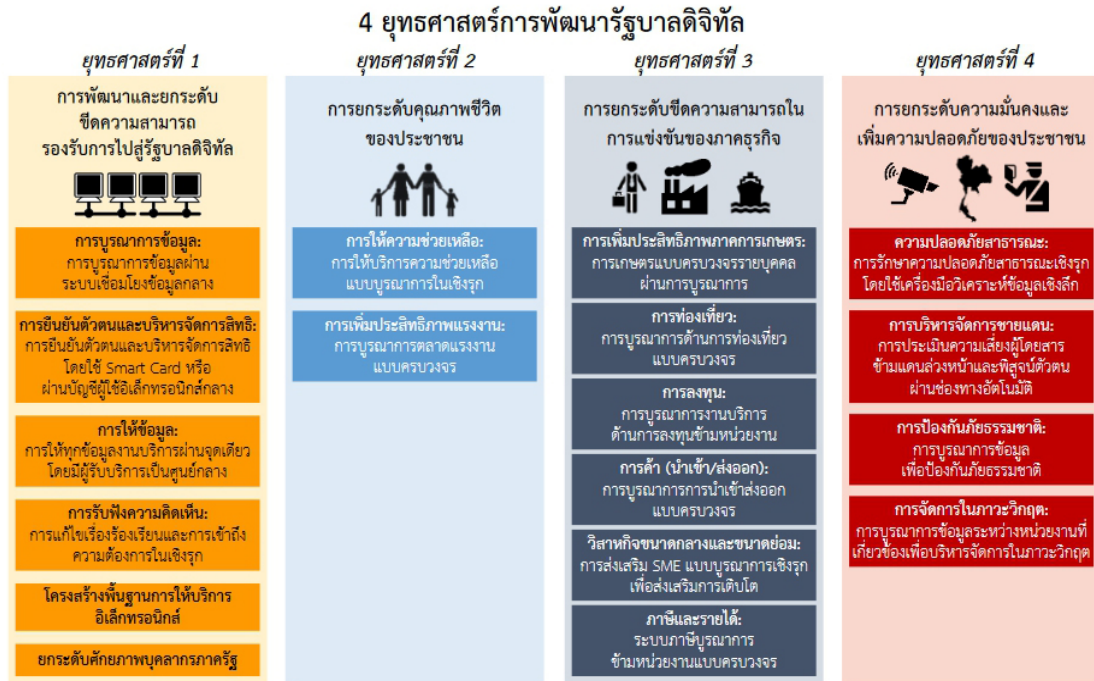 4 ยุทธศาสตร์การพัฒนารัฐบาลดิจิทัล
ยุทธศาสตร์ที่ 1
การพัฒนาและยกระดับ
ขีดความสามารถ
รองรับการไปสู่รัฐบาลดิจิทัล
การบูรณาการข้อมูล:
การบูรณาการข้อมูลผ่าน
ระบบเชื่อมโยงข้อมูลกลาง
การยืนยันตัวตนและบริหารจัดการสิทธิ:
การยืนยันตัวตนและบริหารจัดการสิทธิ
โดยใช้ Smart Card หรือ
ผ่านบัญชีผู้ใช้อิเล็กทรอนิกส์กลาง
การให้ข้อมูล:
การให้ทุกข้อมูลงานบริการผ่านจุดเดียว
โดยมีผู้รับบริการเป็นศูนย์กลาง
การรับฟังความคิดเห็น:
การแก้ไขเรื่องร้องเรียนและการเข้าถึง
ความต้องการในเชิงรุก
โครงสร้างพื้นฐานการให้บริการ
อิเล็กทรอนิกส์
ยกระดับศักยภาพบุคลากรภาครัฐ
ยุทธศาสตร์ที่ 2
การยกระดับคุณภาพชีวิต
ของประชาชน
การให้ความช่วยเหลือ:
การให้บริการความช่วยเหลือ
แบบบูรณาการในเชิงรุก
การเพิ่มประสิทธิภาพแรงงาน:
การบูรณาการตลาดแรงงาน
แบบครบวงจร
ยุทธศาสตร์ที่ 3
การยกระดับขีดความสามารถใน
การแข่งขันของภาคธุรกิจ
การเพิ่มประสิทธิภาพภาคการเกษตร:
การเกษตรแบบครบวงจรรายบุคคล
ผ่านการบูรณาการ
การท่องเที่ยว:
การบูรณาการด้านการท่องเที่ยว
แบบครบวงจร
การลงทุน:
การบูรณาการงานบริการ
ด้านการลงทุนข้ามหน่วยงาน
การค้า (นำเข้า/ส่งออก):
การบูรณาการการนำเข้าส่งออก
แบบครบวงจร
วิสาหกิจขนาดกลางและขนาดย่อม:
การส่งเสริม SME แบบบูรณาการเชิงรุก
เพื่อส่งเสริมการเติบโต
ภาษีและรายได้:
ระบบภาษีบูรณาการ
ข้ามหน่วยงานแบบครบวงจร
ยุทธศาสตร์ที่ 4
การยกระดับความมั่นคงและ
เพิ่มความปลอดภัยของประชาชน
ความปลอดภัยสาธารณะ:
การรักษาความปลอดภัยสาธารณะเชิงรุก
โดยใช้เครื่องมือวิเคราะห์ข้อมูลเชิงลึก
การบริหารจัดการชายแดน:
การประเมินความเสี่ยงผู้โดยสาร
ข้ามแดนล่วงหน้าและพิสูจน์ตัวตน
ผ่านช่องทางอัตโนมัติ
การป้องกันภัยธรรมชาติ:
การบูรณาการข้อมูล
เพื่อป้องกันภัยธรรมชาติ
การจัดการในภาวะวิกฤต:
การบูรณาการข้อมูลระหว่างหน่วยงานที่
เกี่ยวข้องเพื่อบริหารจัดการในภาวะวิกฤต